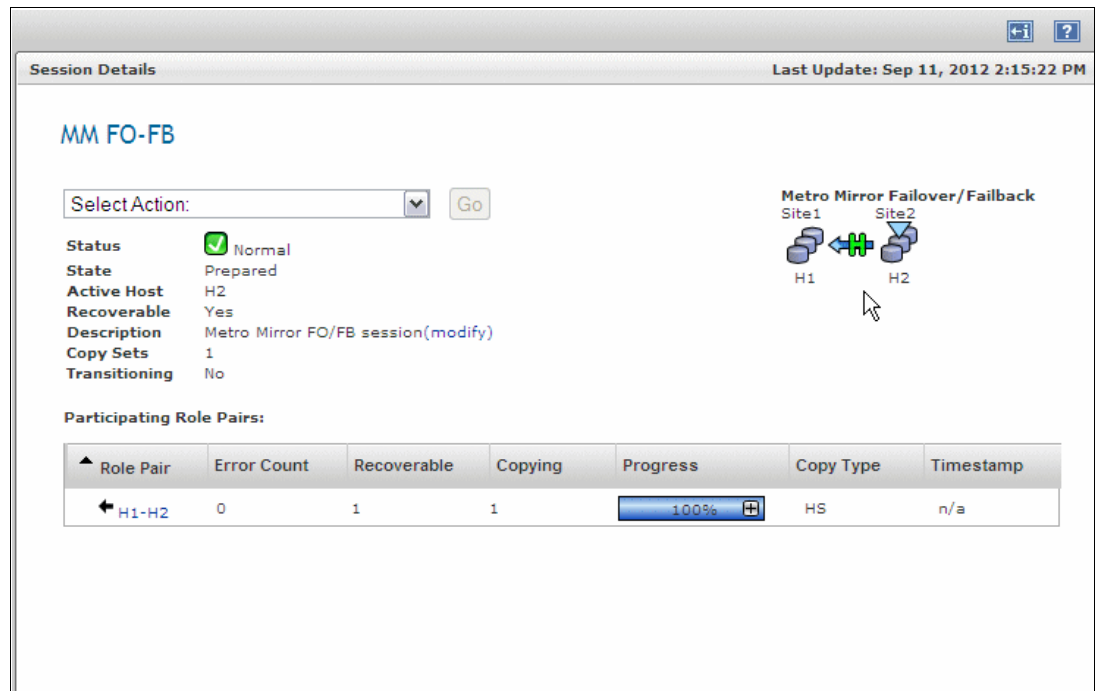 Session Details Last Update: Sep 11, 2012 2:15:22 PM
MM FO-FB
Select Action: Go
Metro Mirror Failover/Failback
Site1 Site2
H1 H2
Status Normal
State Prepared
Active Host H2
Recoverable Yes
Description Metro Mirror FO/FB session(modify)
Copy Sets 1
Transitioning No
Participating Role Pairs:
Role Pair Error Count Recoverable Copying Progress Copy Type Timestamp
H1-H2 0 1 1 100% HS n/a